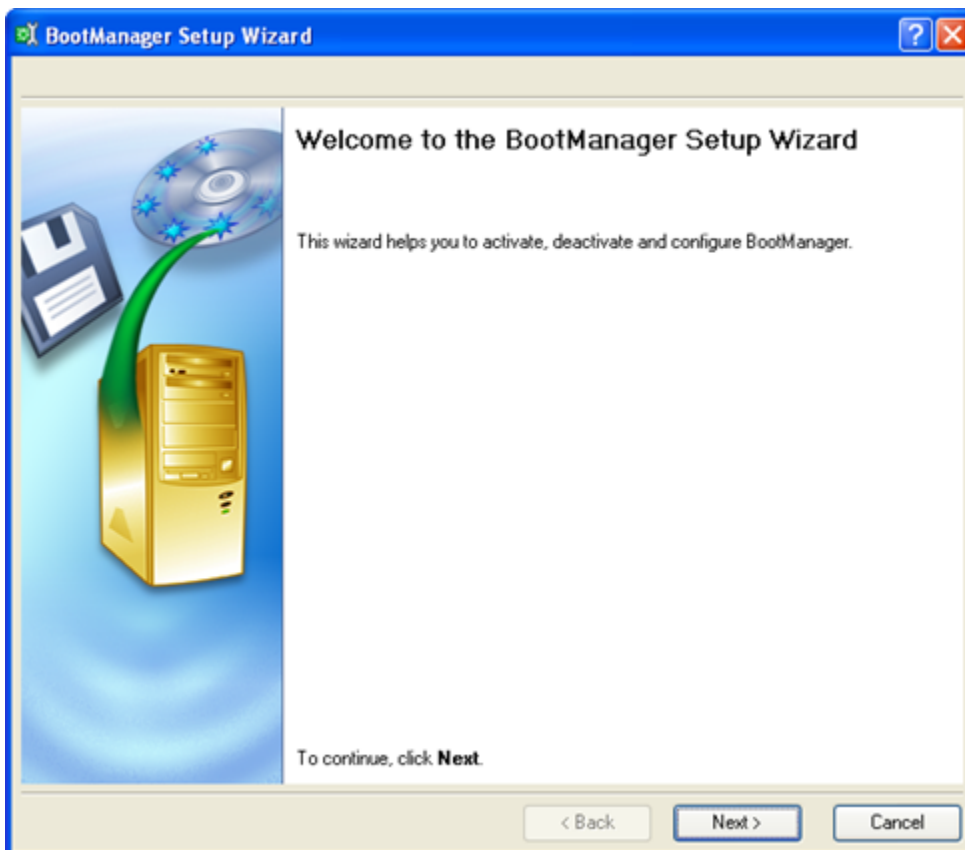 BootManager Setup Wizard
Welcome to the BootManager Setup Wizard
This wizard helps you to activate, deactivate and configure BootManager.
To continue, click Next.
< Back Next > Cancel